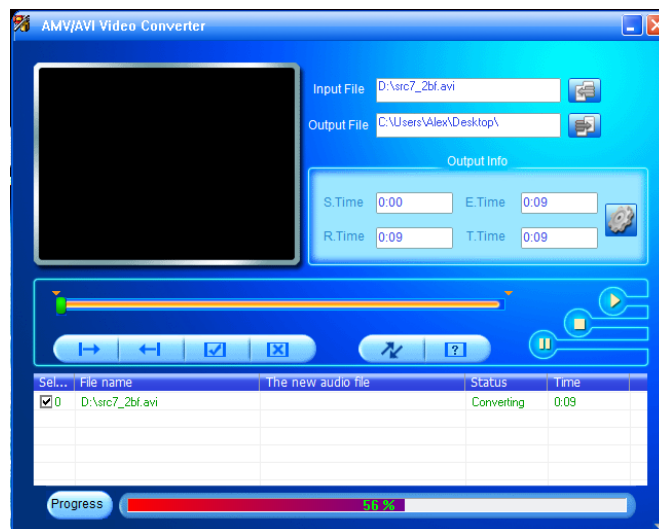 AMV/AVI Video Converter
Input File D:\src7_2bf.avi
Output File C:\Users\Alex\Desktop\
Output Info
S.Time 0:00 E.Time 0:09
R.Time 0:09 T.Time 0:09
Sel... File name The new audio file Status Time
0 D:\src7_2bf.avi Converting 0:09
Progress 56 %